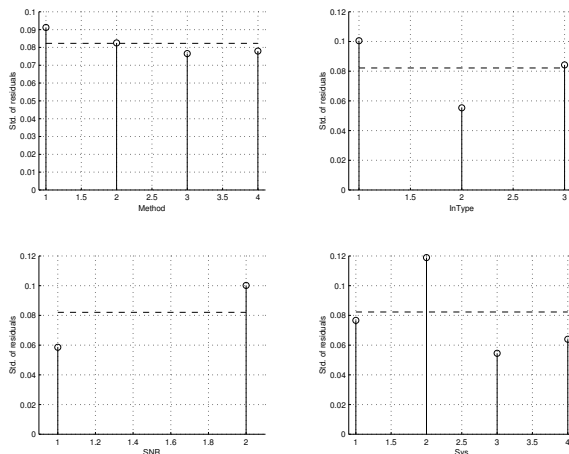 0.1
0.09
0.08
0.07
0.06
0.05
0.04
0.03
0.02
0.01
0
Std. of residuals
1 1.5 2 2.5 3 3.5 4
Method
0.12
0.1
0.08
0.06
0.04
0.02
0
Std. of residuals
1 1.5 2 2.5 3
InType
0.12
0.1
0.08
0.06
0.04
0.02
0
Std. of residuals
1 1.2 1.4 1.6 1.8 2
SNR
0.12
0.1
0.08
0.06
0.04
0.02
0
Std. of residuals
1 1.5 2 2.5 3 3.5 4
Sys